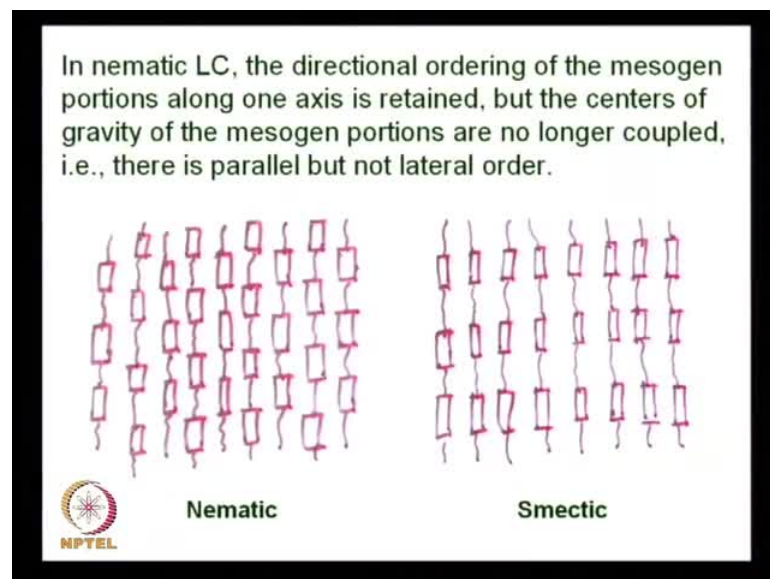 In nematic LC, the directional ordering of the mesogen
portions along one axis is retained, but the centers of
gravity of the mesogen portions are no longer coupled,
i.e., there is parallel but not lateral order.
Nematic
Smectic
NPTEL